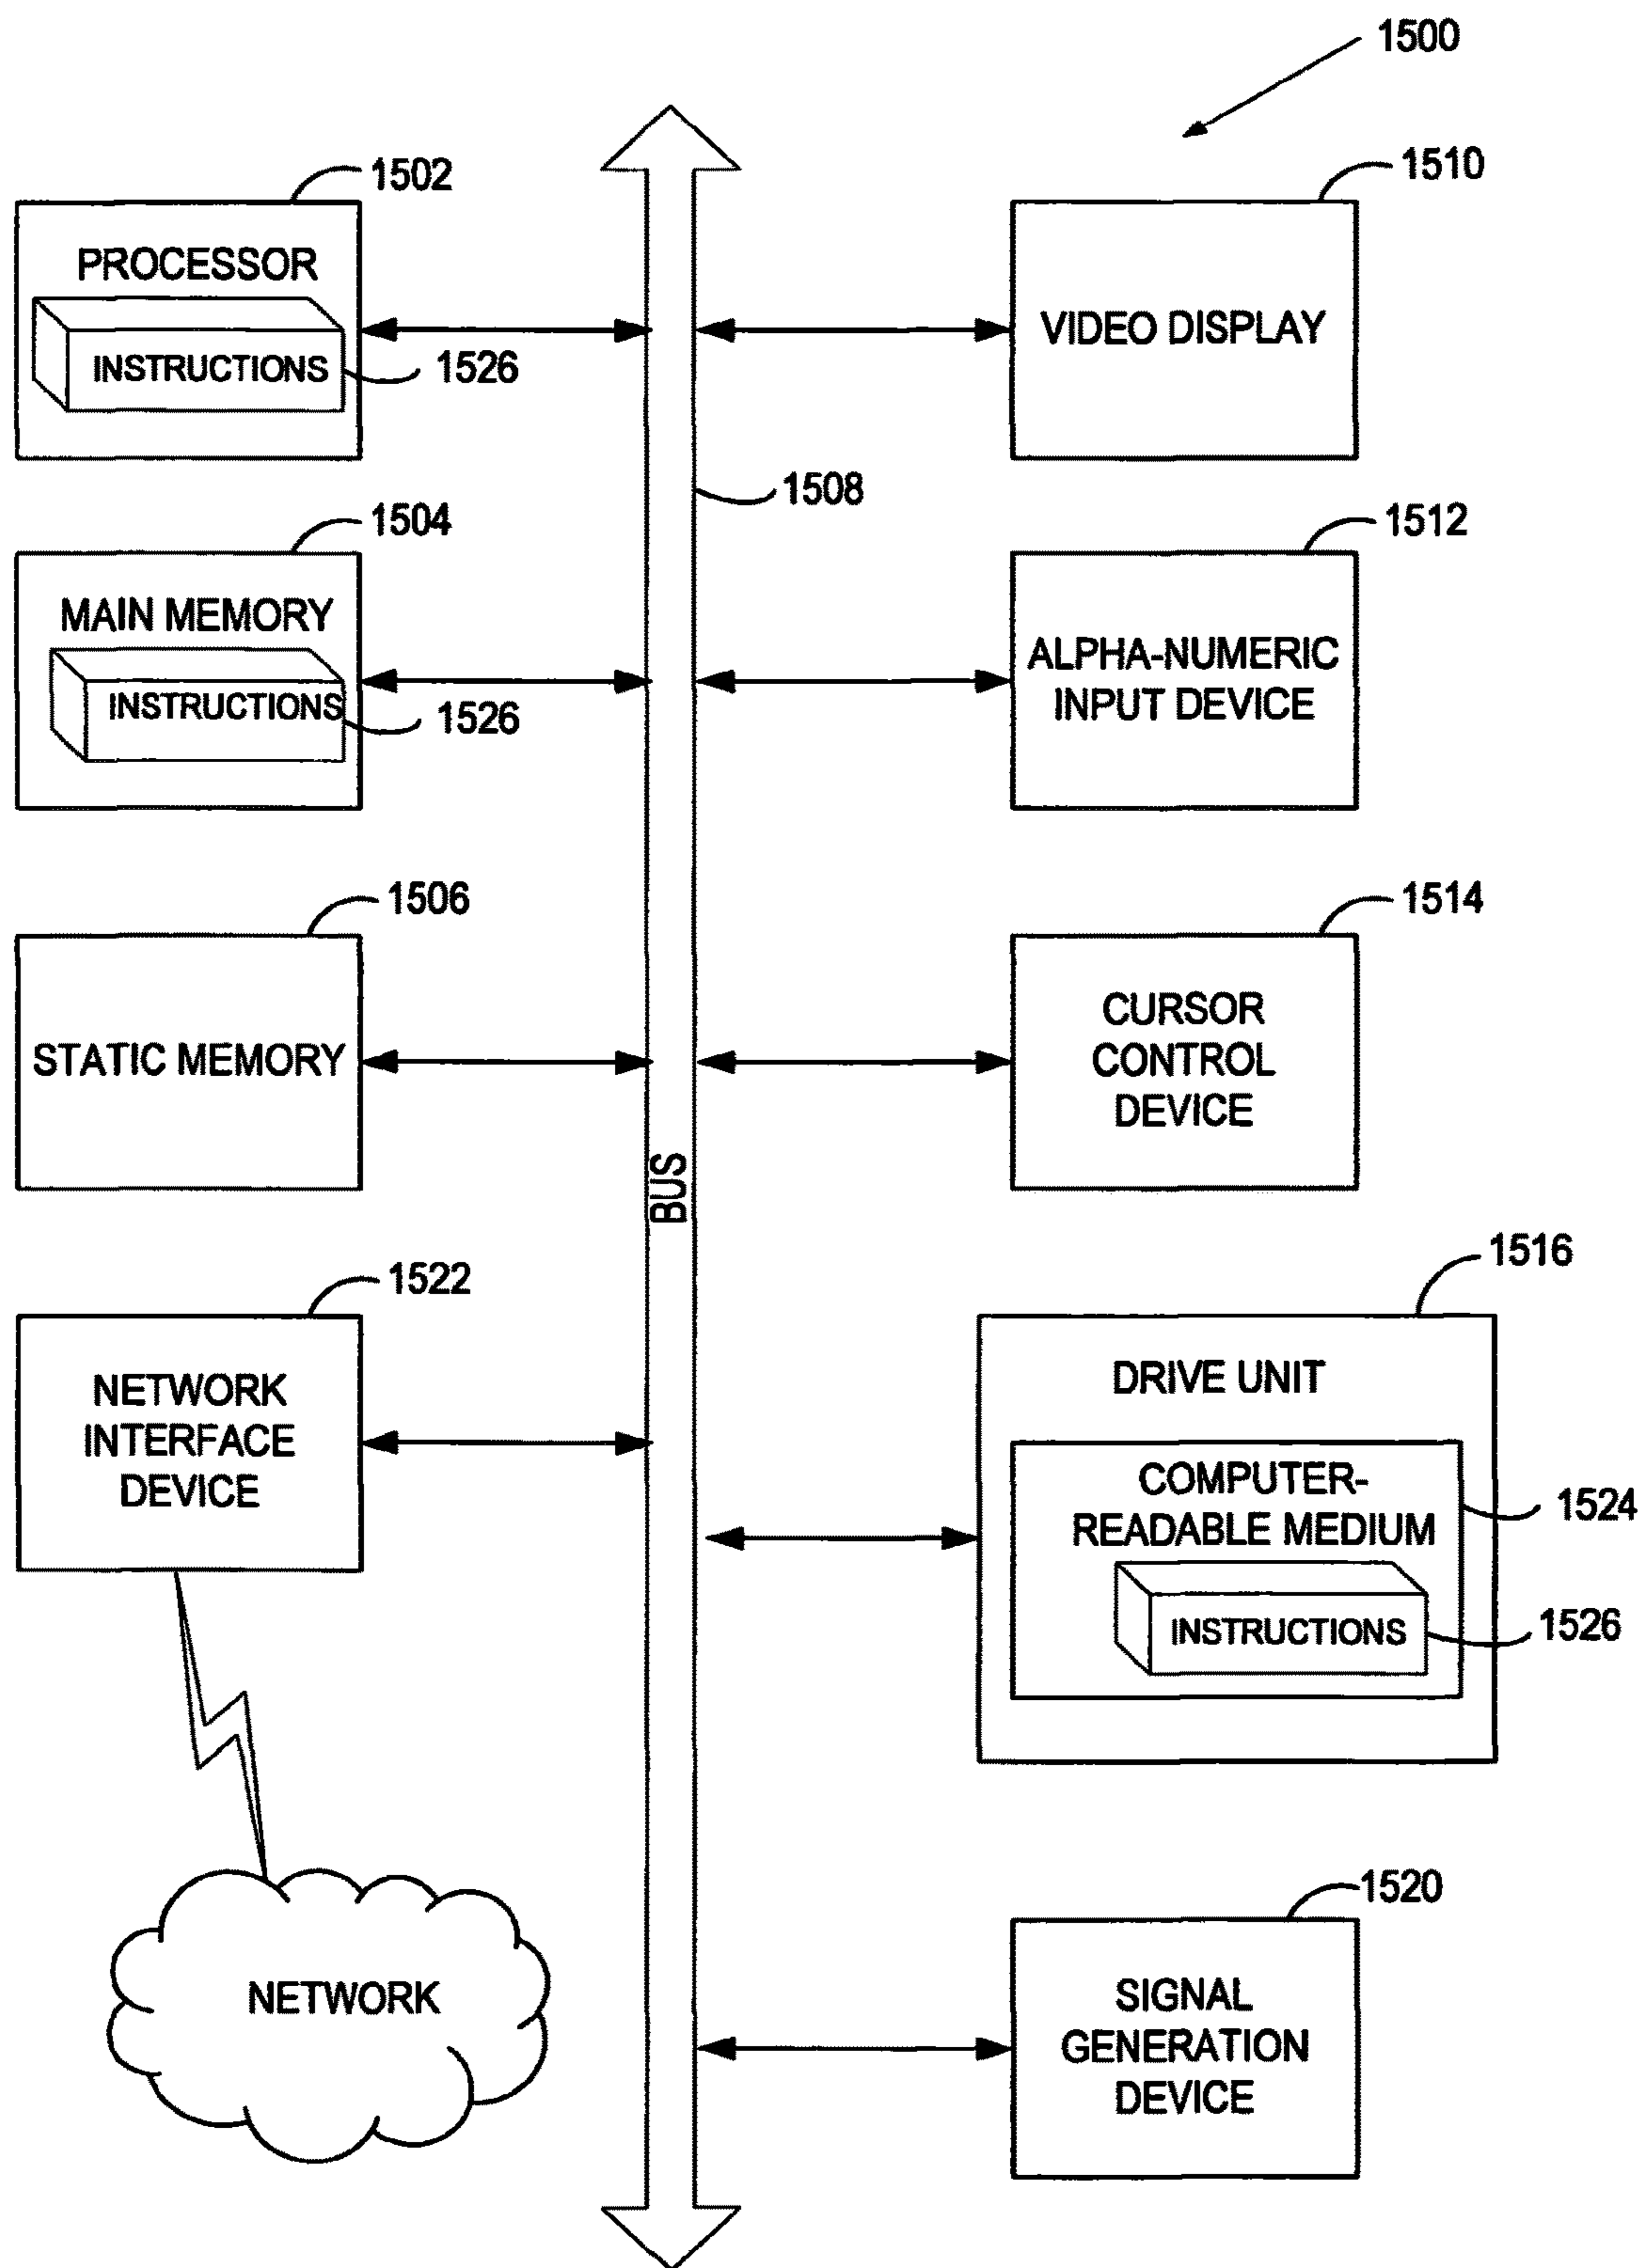 1500
1502
PROCESSOR
INSTRUCTIONS
1526
1510
VIDEO DISPLAY
1508
1504
MAIN MEMORY
INSTRUCTIONS
1526
1512
ALPHA-NUMERIC
INPUT DEVICE
1506
STATIC MEMORY
1514
CURSOR
CONTROL
DEVICE
BUS
1522
NETWORK
INTERFACE
DEVICE
1516
DRIVE UNIT
COMPUTER-
READABLE MEDIUM
1524
INSTRUCTIONS
1526
NETWORK
1520
SIGNAL
GENERATION
DEVICE